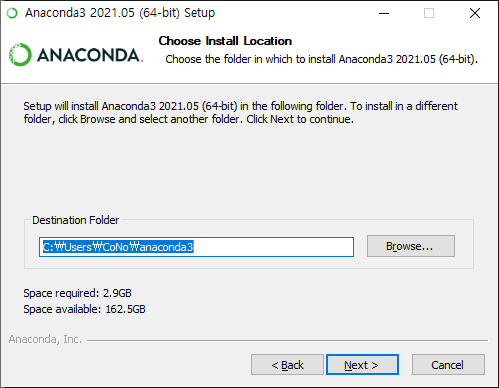 Anaconda3 2021.05 (64-bit) Setup
ANACONDA.
Choose Install Location
Choose the folder in which to install Anaconda3 2021.05 (64-bit).
Setup will install Anaconda3 2021.05 (64-bit) in the following folder. To install in a different
folder, click Browse and select another folder. Click Next to continue.
Destination Folder
C:₩Users₩CoNo₩anaconda3
Browse...
Space required: 2.9GB
Space available: 162.5GB
Anaconda, Inc.
< Back
Next >
Cancel